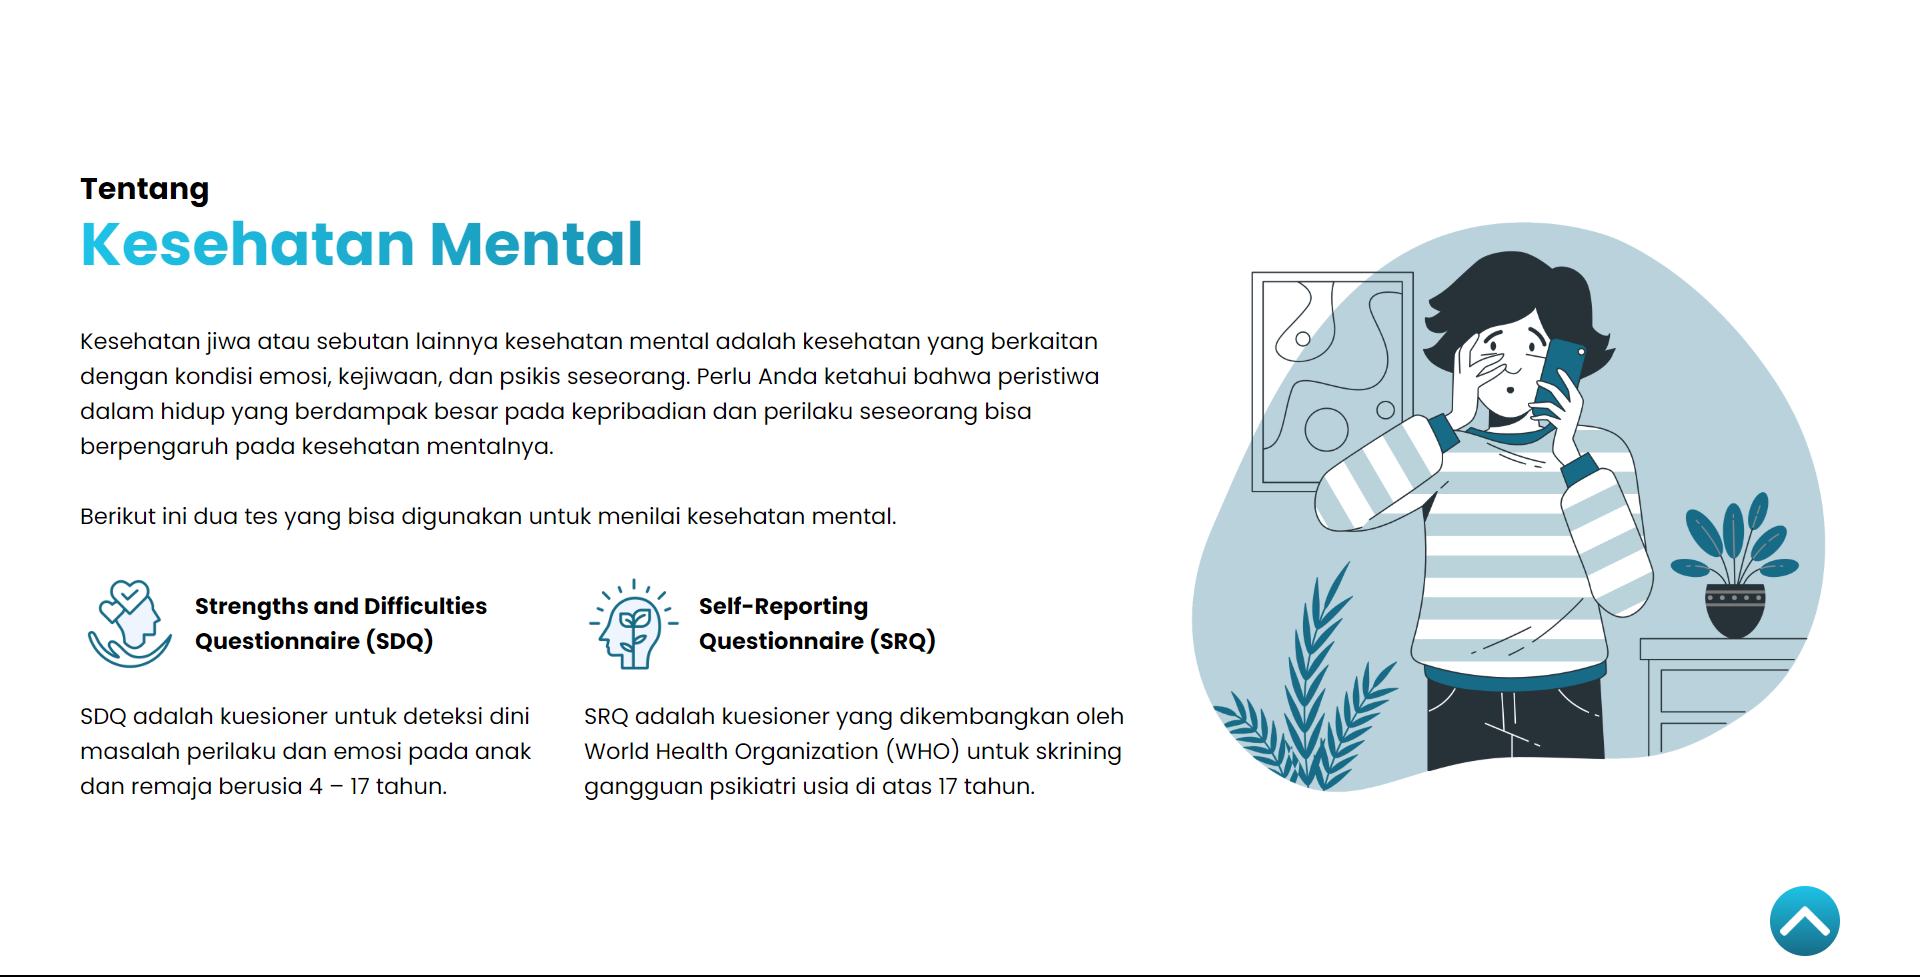 Tentang
Kesehatan Mental
Kesehatan jiwa atau sebutan lainnya kesehatan mental adalah kesehatan yang berkaitan
dengan kondisi emosi, kejiwaan, dan psikis seseorang. Perlu Anda ketahui bahwa peristiwa
dalam hidup yang berdampak besar pada kepribadian dan perilaku seseorang bisa
berpengaruh pada kesehatan mentalnya.
Berikut ini dua tes yang bisa digunakan untuk menilai kesehatan mental.
Strengths and Difficulties
Questionnaire (SDQ)
SDQ adalah kuesioner untuk deteksi dini
masalah perilaku dan emosi pada anak
dan remaja berusia 4 – 17 tahun.
Self-Reporting
Questionnaire (SRQ)
SRQ adalah kuesioner yang dikembangkan oleh
World Health Organization (WHO) untuk skrining
gangguan psikiatri usia di atas 17 tahun.